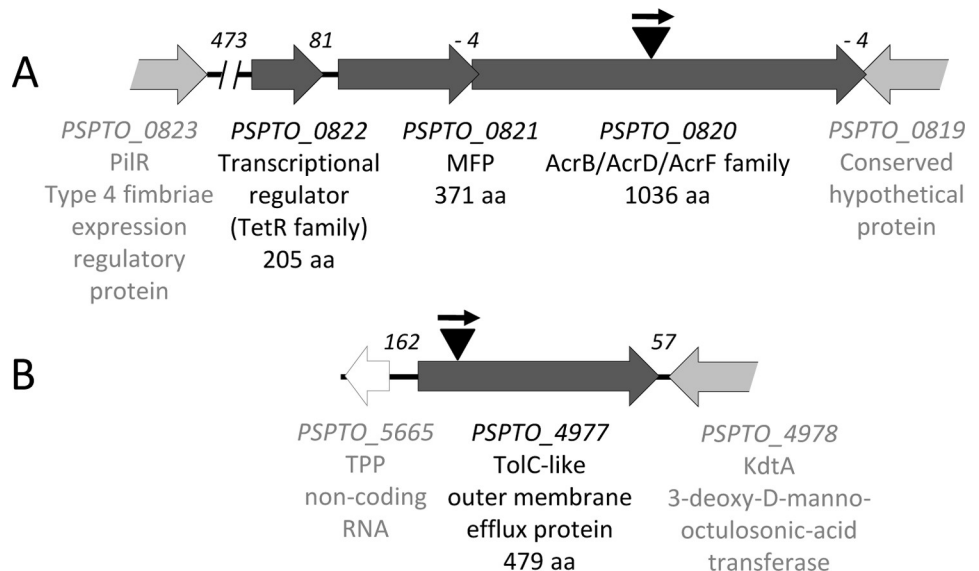 A
473
81
- 4
- 4
PSPTO_0823
PilR
Type 4 fimbriae
expression
regulatory
protein
PSPTO_0822
Transcriptional
regulator
(TetR family)
205 aa
PSPTO_0821
MFP
371 aa
PSPTO_0820
AcrB/AcrD/AcrF family
1036 aa
PSPTO_0819
Conserved
hypothetical
protein
B
162
57
PSPTO_5665
TPP
non-coding
RNA
PSPTO_4977
TolC-like
outer membrane
efflux protein
479 aa
PSPTO_4978
KdtA
3-deoxy-D-manno-
octulosonic-acid
transferase